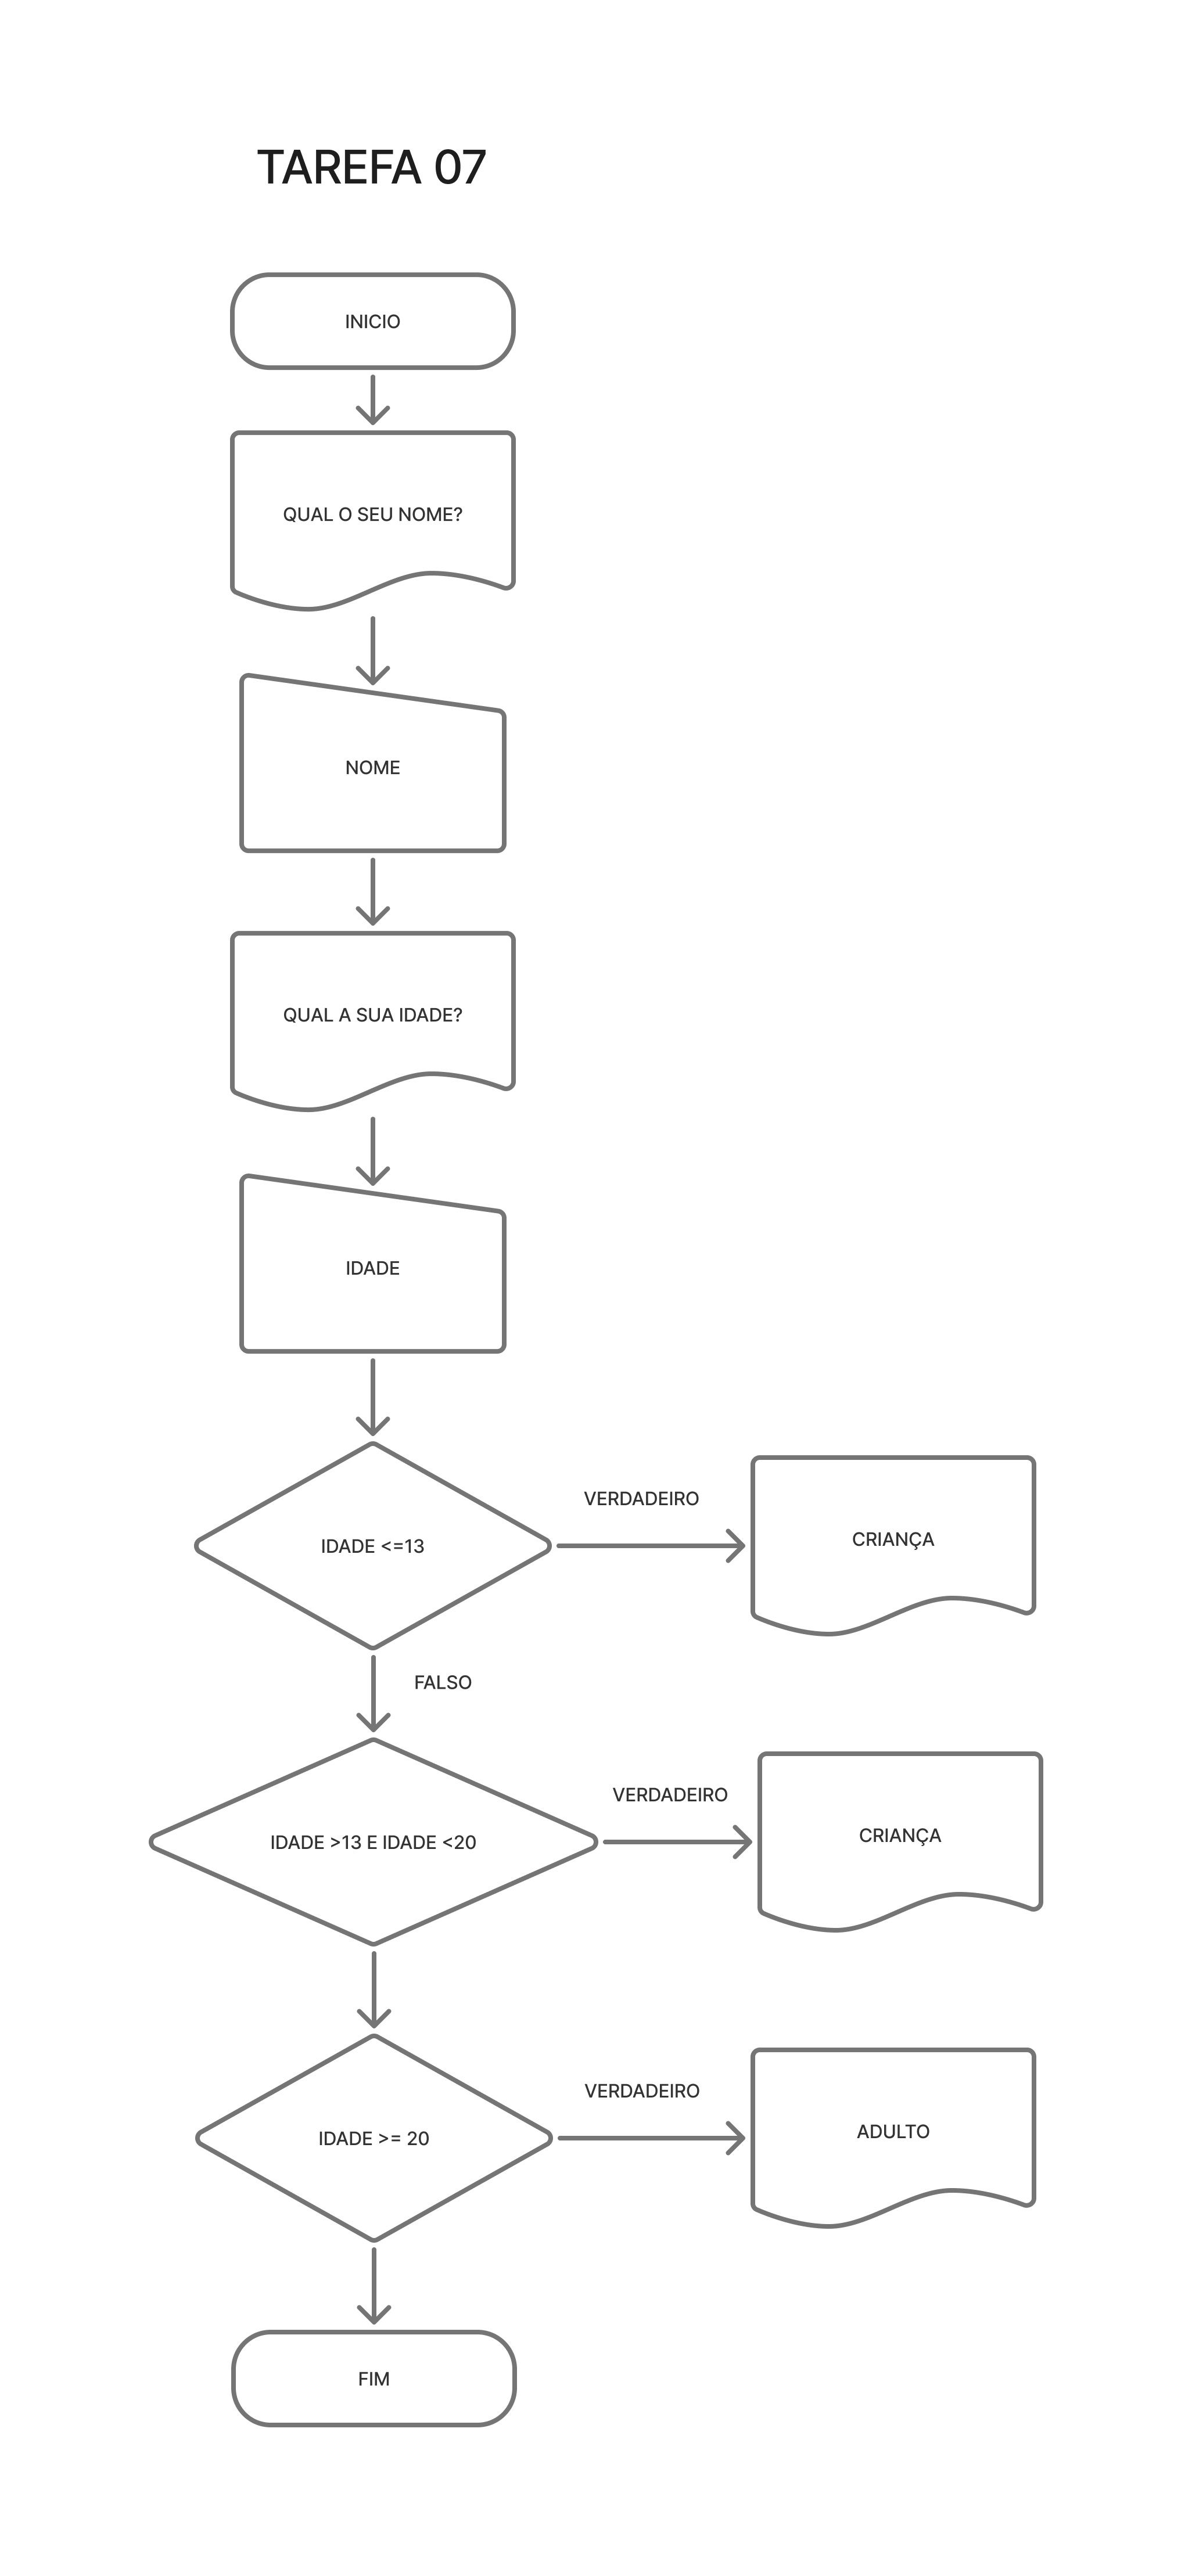 TAREFA 07
INICIO
QUAL O SEU NOME?
NOME
QUAL A SUA IDADE?
IDADE
IDADE <=13
VERDADEIRO
CRIANÇA
FALSO
IDADE >13 E IDADE <20
VERDADEIRO
CRIANÇA
IDADE >= 20
VERDADEIRO
ADULTO
FIM